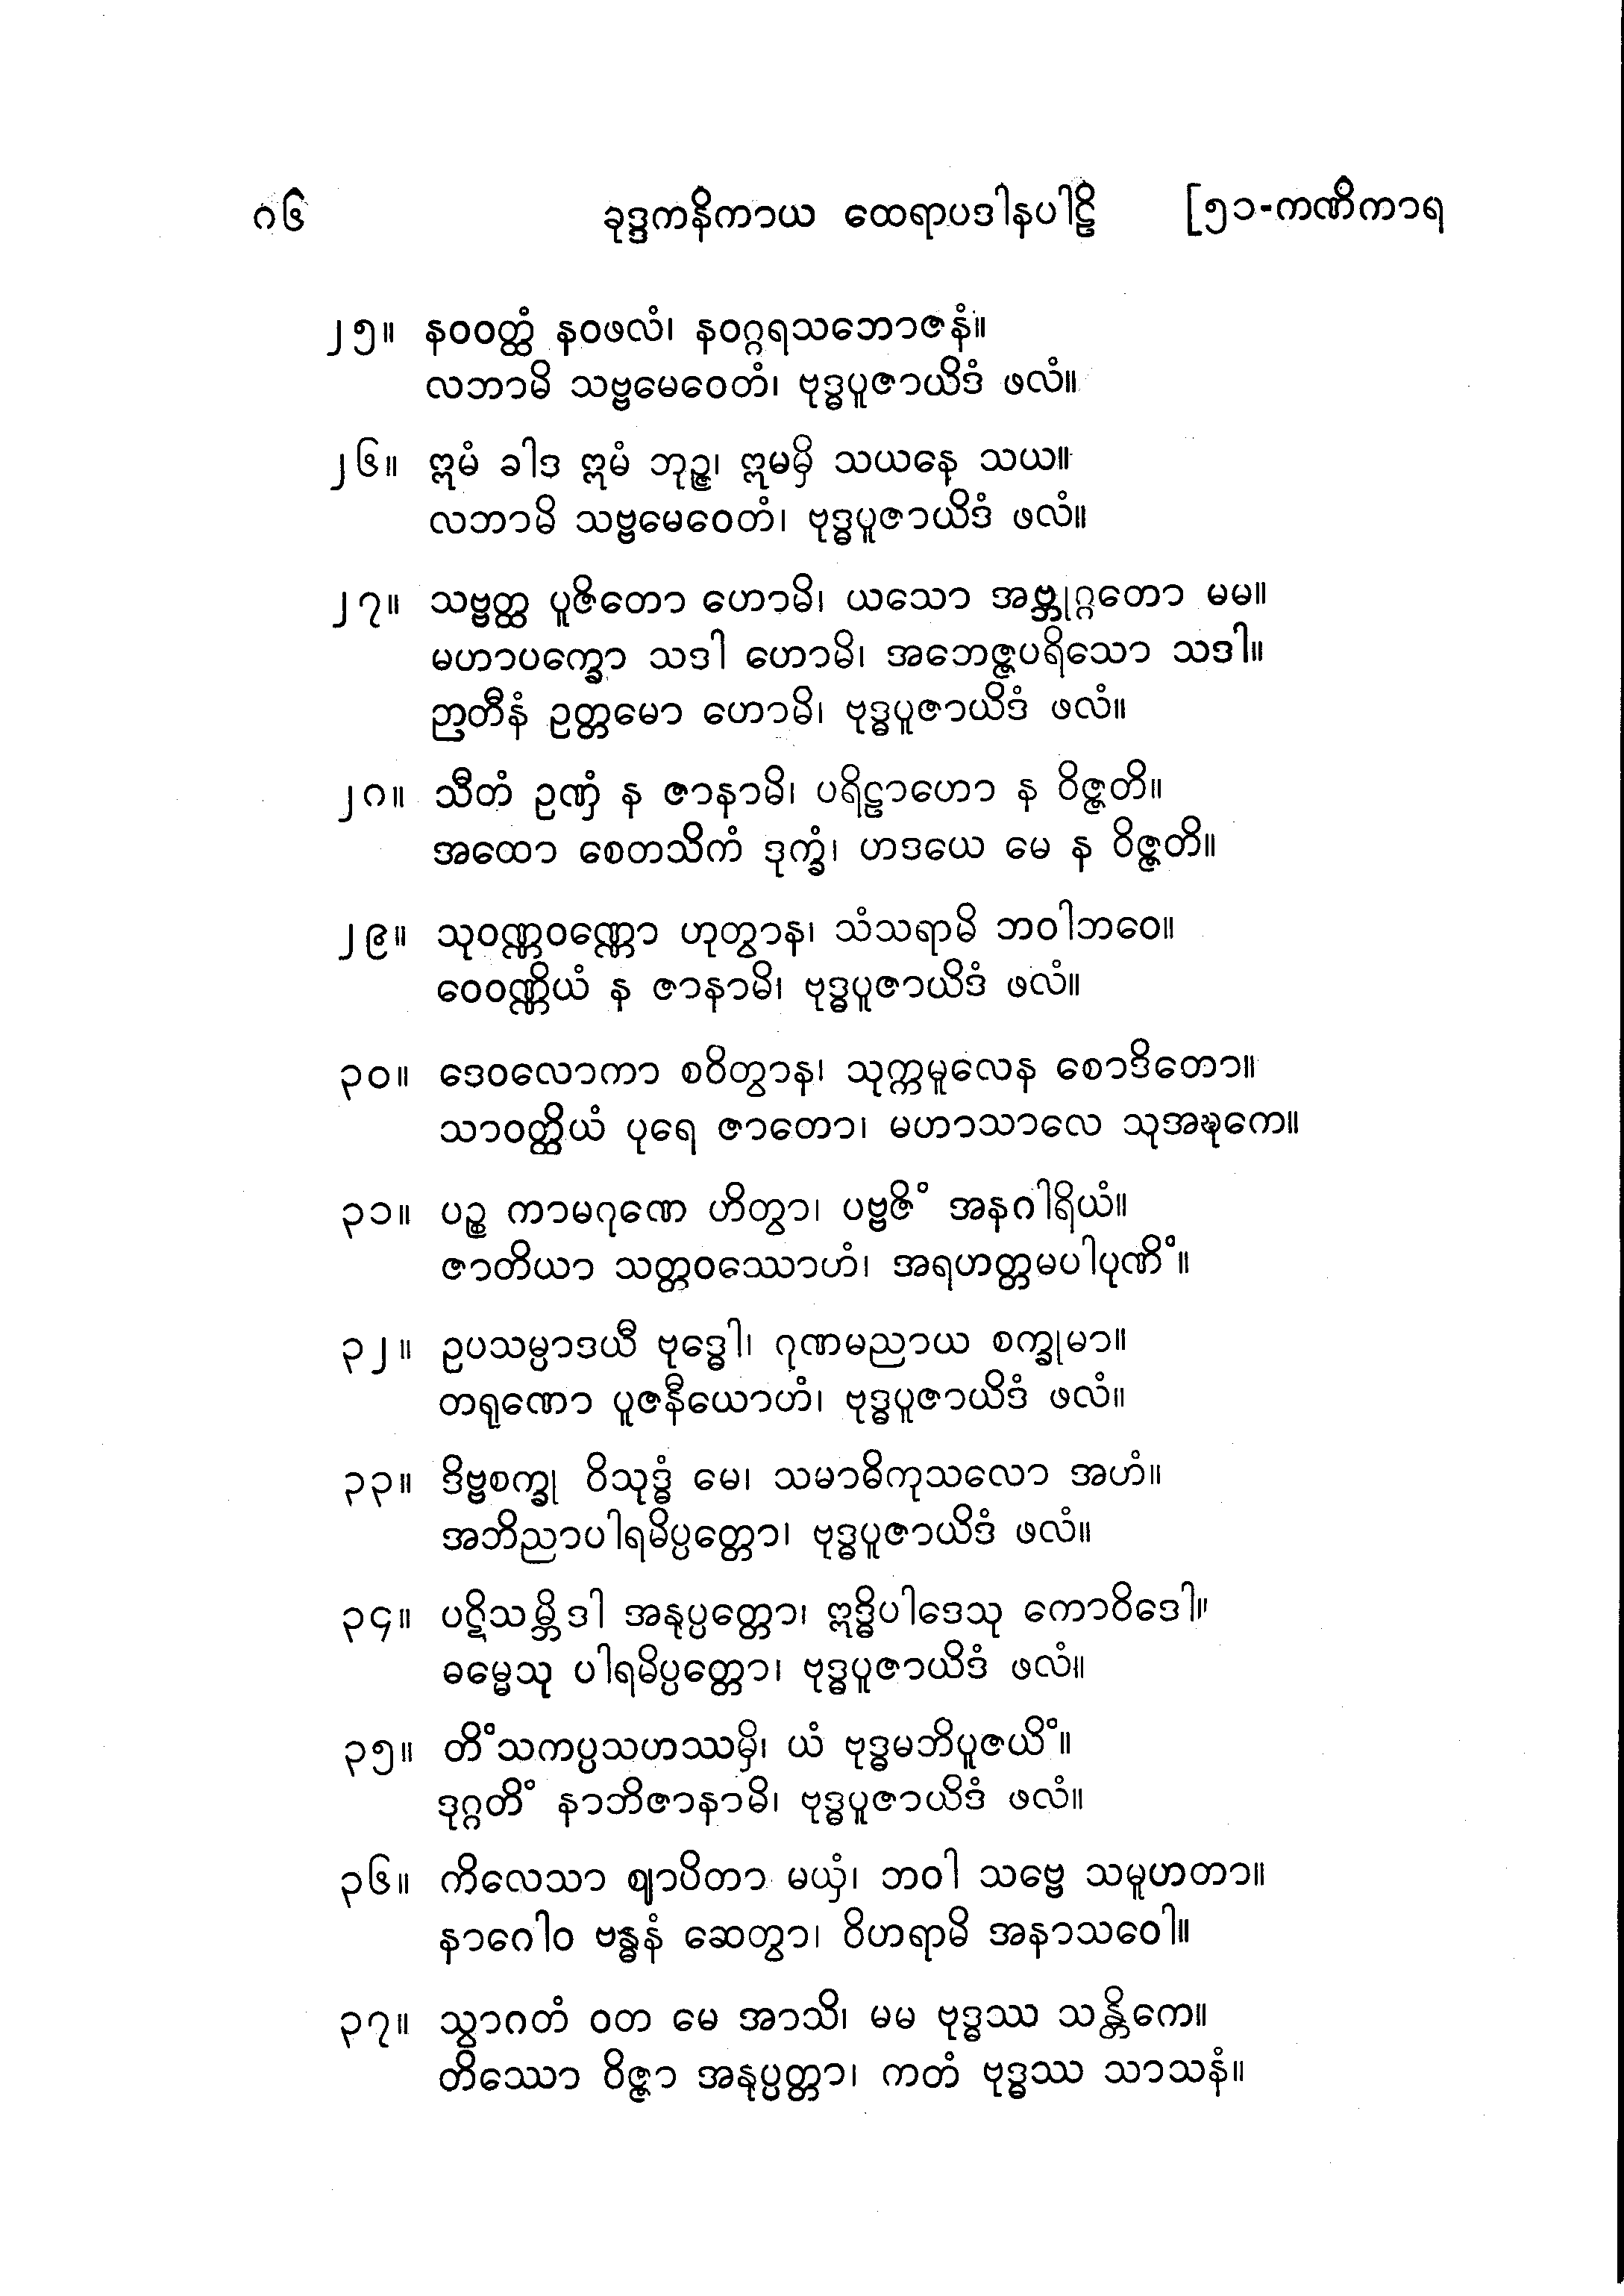 ၈၆ ခုဒ္ဒကနိကာယ ထေရာပဒါနပါဠိ [၅၁-ကဏိကာရ
၂၅။ နဝဝတ္ထံ နဝဖလံ၊ နဝဂ္ဂရသဘောဇနံ။
လဘာမိ သဗ္ဗမေဝေတံ၊ ဗုဒ္ဓပူဇာယိဒံ ဖလံ။
၂၆။ ဣမံ ခါဒ ဣမံ ဘုဉ္ဇ၊ ဣမမှိ သယနေ သယ။
လဘာမိ သဗ္ဗမေဝေတံ၊ ဗုဒ္ဓပူဇာယိဒံ ဖလံ။
၂၇။ သဗ္ဗတ္ထ ပူဇိတော ဟောမိ၊ ယသော အဗ္ဘုဂ္ဂတော မမ။
မဟာပက္ခော သဒါ ဟောမိ၊ အဘေဇ္ဇပရိသော သဒါ။
ဉာတီနံ ဥတ္တမော ဟောမိ၊ ဗုဒ္ဓပူဇာယိဒံ ဖလံ။
၂၈။ သီတံ ဥဏှံ န ဇာနာမိ၊ ပရိဠာဟော န ဝိဇ္ဇတိ။
အထော စေတသိကံ ဒုက္ခံ၊ ဟဒယေ မေ န ဝိဇ္ဇတိ။
၂၉။ သုဝဏ္ဏဝဏ္ဏော ဟုတွာန၊ သံသရာမိ ဘဝါဘဝေ။
ဝေဝဏ္ဏိယံ န ဇာနာမိ၊ ဗုဒ္ဓပူဇာယိဒံ ဖလံ။
၃၀။ ဒေဝလောကာ စဝိတွာန၊ သုက္ကမူလေန စောဒိတော။
သာဝတ္ထိယံ ပုရေ ဇာတော၊ မဟာသာလေ သုအဍ္ဎကေ။
၃၁။ ပဉ္စ ကာမဂုဏေ ဟိတွာ၊ ပဗ္ဗဇိံ အနဂါရိယံ။
ဇာတိယာ သတ္တဝဿောဟံ၊ အရဟတ္တမပါပုဏိံ။
၃၂။ ဥပသမ္ပာဒယီ ဗုဒ္ဓေါ၊ ဂုဏမညာယ စက္ခုမာ။
တရုဏော ပူဇနီယောဟံ၊ ဗုဒ္ဓပူဇာယိဒံ ဖလံ။
၃၃။ ဒိဗ္ဗစက္ခု ဝိသုဒ္ဓံ မေ၊ သမာဓိကုသလော အဟံ။
အဘိညာပါရမိပ္ပတ္တော၊ ဗုဒ္ဓပူဇာယိဒံ ဖလံ။
၃၄။ ပဋိသမ္ဘိဒါ အနုပ္ပတ္တော၊ ဣဒ္ဓိပါဒေသု ကောဝိဒေါ။
ဓမ္မေသု ပါရမိပ္ပတ္တော၊ ဗုဒ္ဓပူဇာယိဒံ ဖလံ။
၃၅။ တိံသကပ္ပသဟဿမှိ၊ ယံ ဗုဒ္ဓမဘိပူဇယိံ။
ဒုဂ္ဂတိံ နာဘိဇာနာမိ၊ ဗုဒ္ဓပူဇာယိဒံ ဖလံ။
၃၆။ ကိလေသာ ဈာပိတာ မယှံ၊ ဘဝါ သဗ္ဗေ သမူဟတာ။
နာဂေါဝ ဗန္ဓနံ ဆေတွာ၊ ဝိဟရာမိ အနာသဝေါ။
၃၇။ သွာဂတံ ဝတ မေ အာသိ၊ မမ ဗုဒ္ဓဿ သန္တိကေ။
တိဿော ဝိဇ္ဇာ အနုပ္ပတ္တာ၊ ကတံ ဗုဒ္ဓဿ သာသနံ။